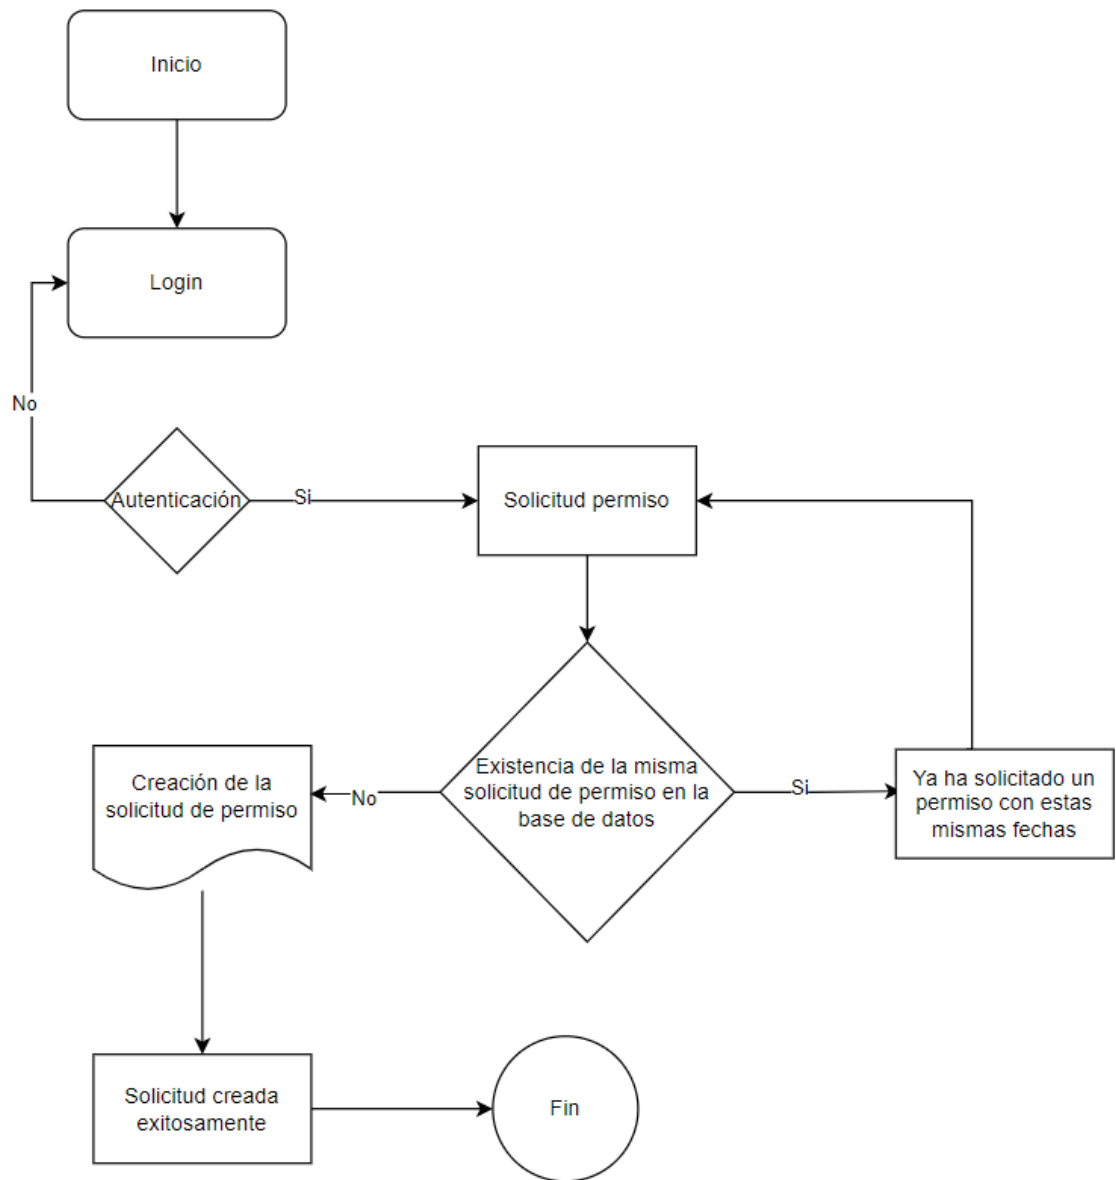 Inicio
Login
No
Autenticación
Si
Solicitud permiso
Creación de la
solicitud de permiso
No
Existencia de la misma
solicitud de permiso en la
base de datos
Si
Ya ha solicitado un
permiso con estas
mismas fechas
Solicitud creada
exitosamente
Fin